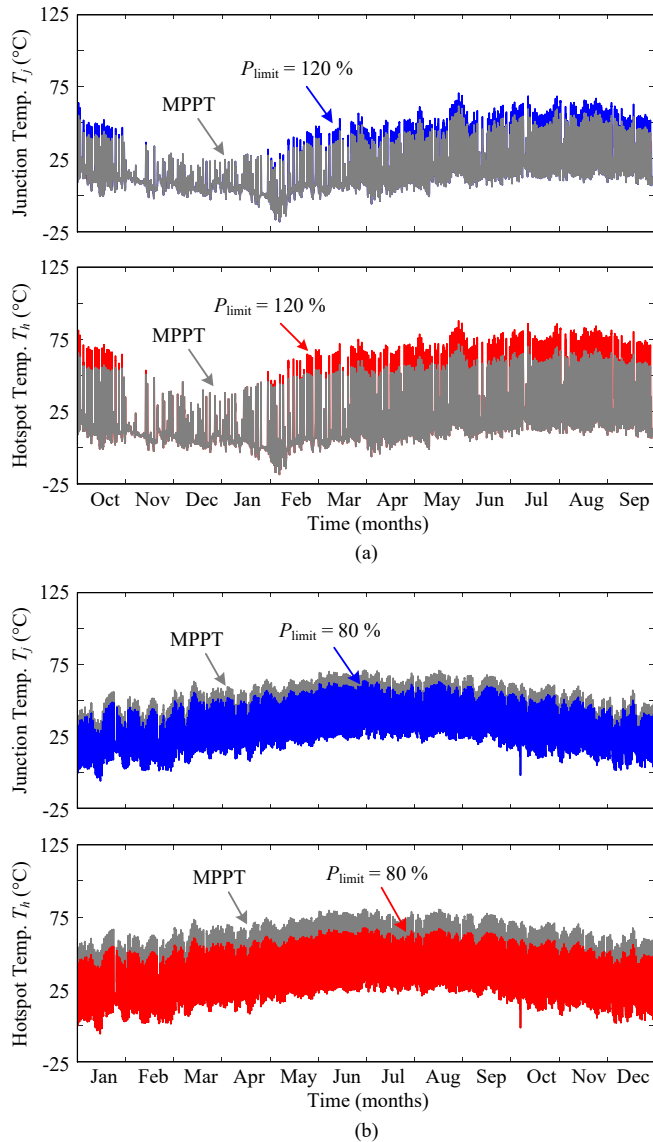 125
75
25
-25
Junction Temp. Tj (°C)
Plimit = 120 %
MPPT
125
75
25
-25
Hotspot Temp. Th (°C)
Plimit = 120 %
MPPT
Oct Nov Dec Jan Feb Mar Apr May Jun Jul Aug Sep
Time (months)
(a)
125
75
25
-25
Junction Temp. Tj (°C)
MPPT
Plimit = 80 %
125
75
25
-25
Hotspot Temp. Th (°C)
MPPT
Plimit = 80 %
Jan Feb Mar Apr May Jun Jul Aug Sep Oct Nov Dec
Time (months)
(b)